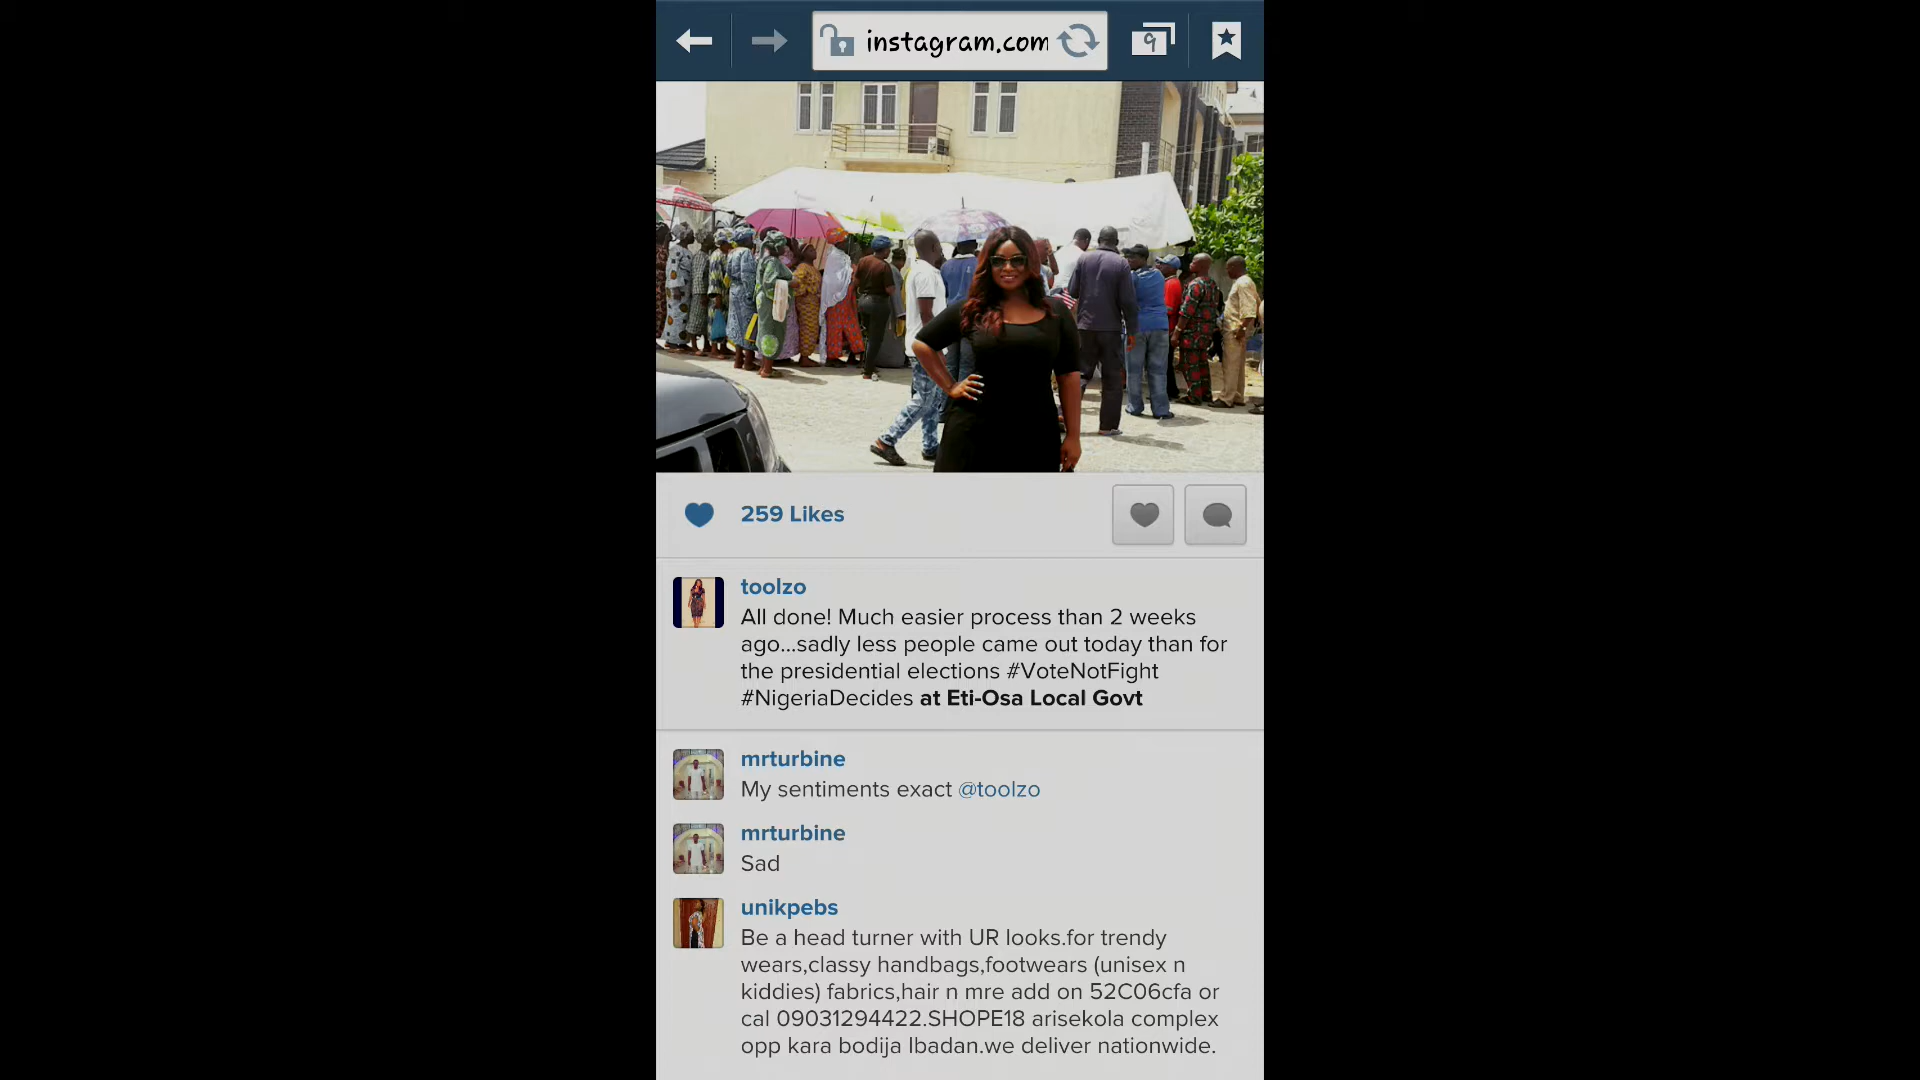 instagram.com
9
259 Likes
toolzo
All done! Much easier process than 2 weeks
ago...sadly less people came out today than for
the presidential elections #VoteNotFight
#NigeriaDecides at Eti-Osa Local Govt
mrturbine
My sentiments exact @toolzo
mrturbine
Sad
unikpebs
Be a head turner with UR looks.for trendy
wears,classy handbags,footwears (unisex n
kiddies) fabrics,hair n mre add on 52C06cfa or
cal 09031294422.SHOPE18 arisekola complex
opp kara bodija Ibadan.we deliver nationwide.